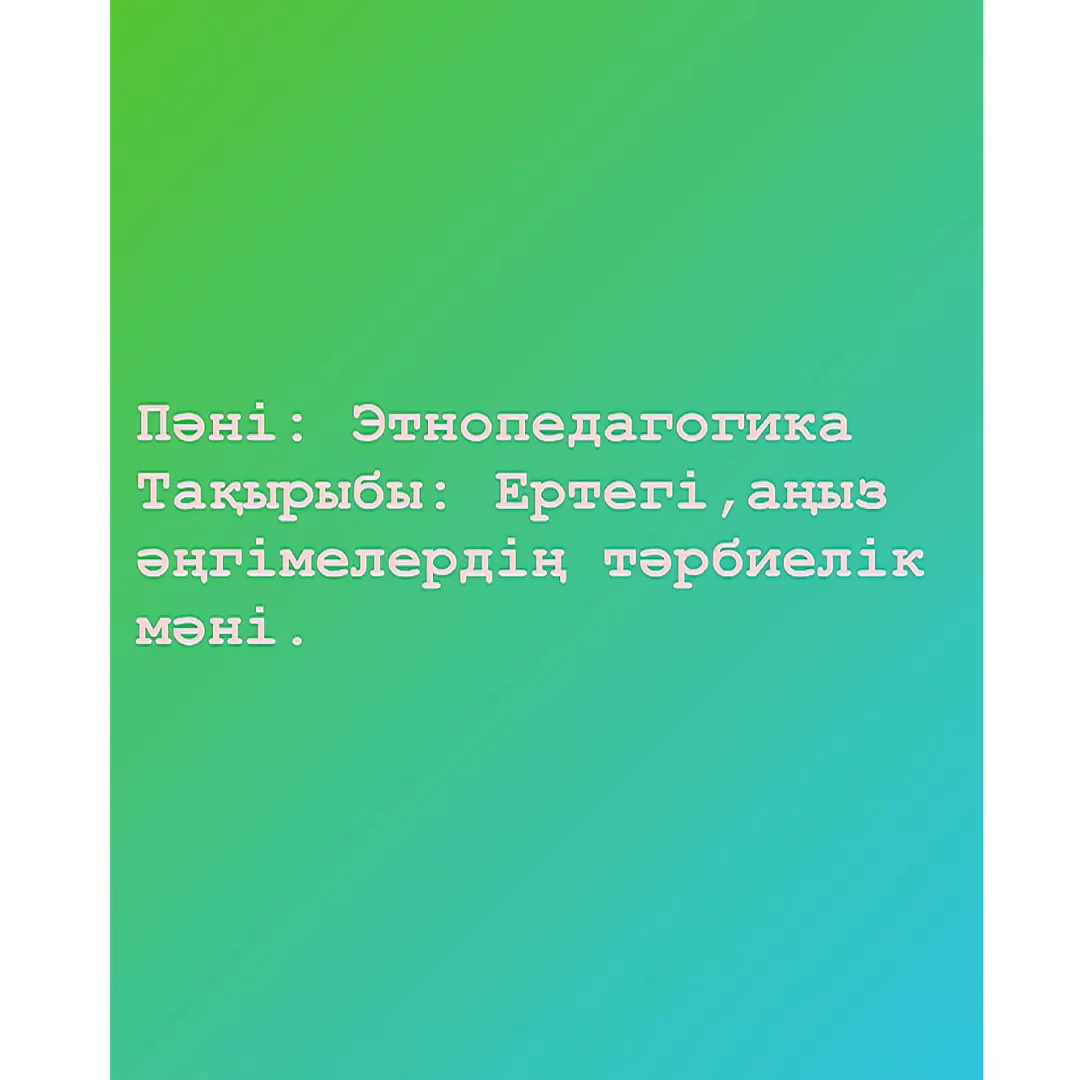 Пәні: Этнопедагогика
Тақырыбы: Ертегі,аңыз
әңгімелердің тәрбиелік
мәні.